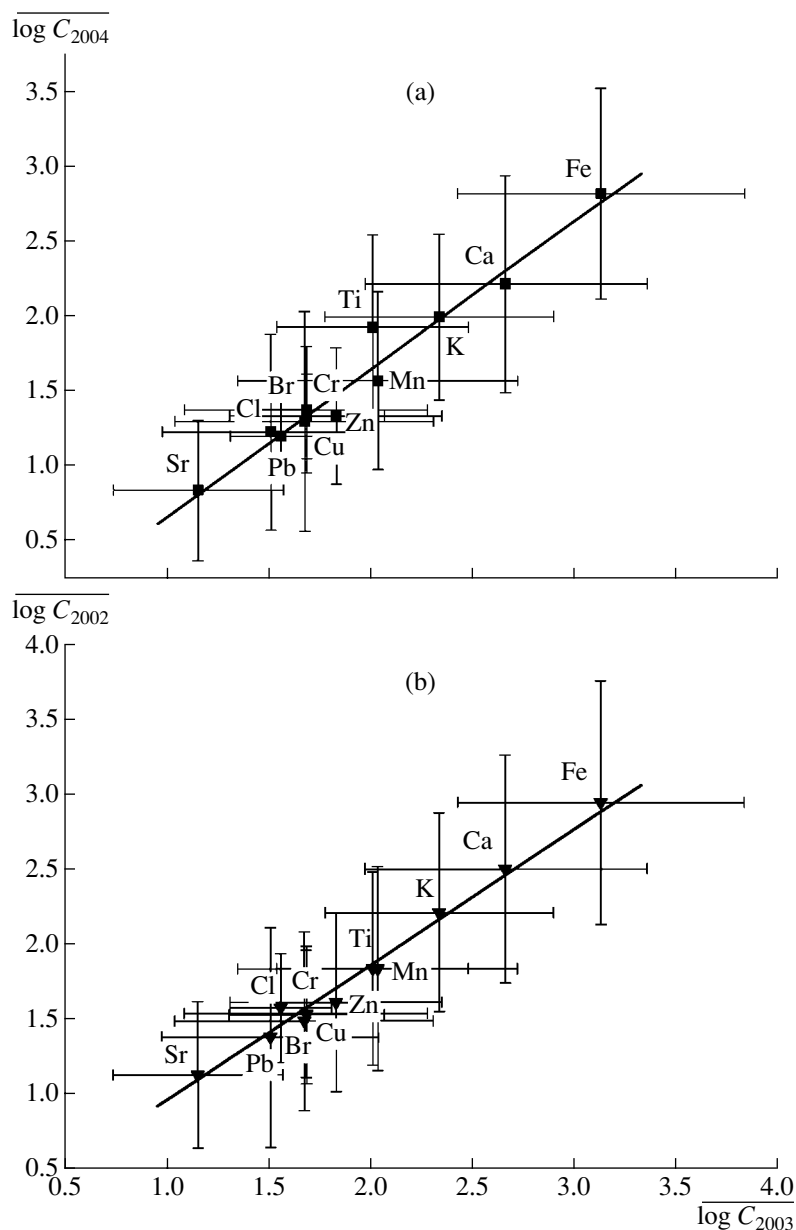 log C2004
(a)
3.5
3.0
2.5
2.0
1.5
1.0
0.5
Fe
Ca
Ti
K
Br Cr Mn
Cl Zn
Cu
Sr Pb
log C2002
(b)
4.0
3.5
3.0
2.5
2.0
1.5
1.0
0.5
Fe
Ca
K
Ti
Cl Cr Mn
Zn
Cu
Sr Pb Br
0.5 1.0 1.5 2.0 2.5 3.0 3.5 4.0
log C2003